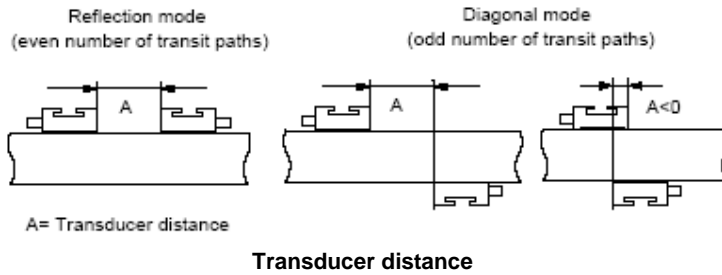 Reflection mode
(even number of transit paths)
Diagonal mode
(odd number of transit paths)
A
A
A<0
A= Transducer distance
Transducer distance